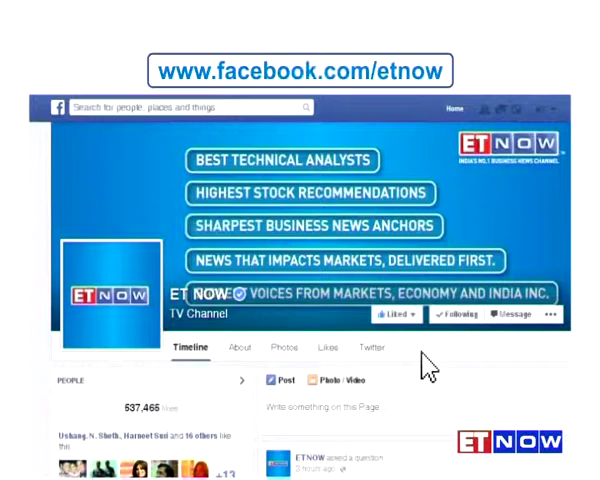 www.facebook.com/etnow
Search for people, places and things
Home
ET NOW
INDIA'S NO.1 BUSINESS NEWS CHANNEL
BEST TECHNICAL ANALYSTS
HIGHEST STOCK RECOMMENDATIONS
SHARPEST BUSINESS NEWS ANCHORS
NEWS THAT IMPACTS MARKETS, DELIVERED FIRST.
VOICES FROM MARKETS, ECONOMY AND INDIA INC.
ET NOW
ET NOW
TV Channel
Liked
Following
Message
Timeline About Photos Likes Twitter
PEOPLE
537,465 likes
Ushang. N. Sheth, Harneet Suri and 16 others like
this
+13
Post Photo / Video
Write something on this Page
ETNOW asked a question
3 hours ago
ET NOW